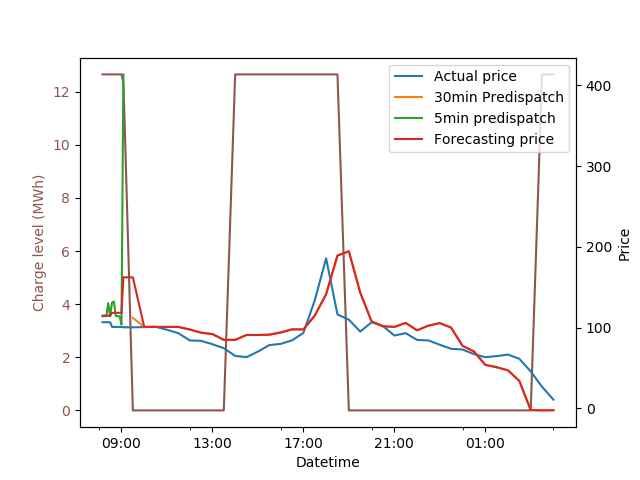 Actual price
30min Predispatch
5min predispatch
Forecasting price
Charge level (MWh)
12
10
8
6
4
2
0
400
300
200
100
0
Price
09:00 13:00 17:00 21:00 01:00
Datetime